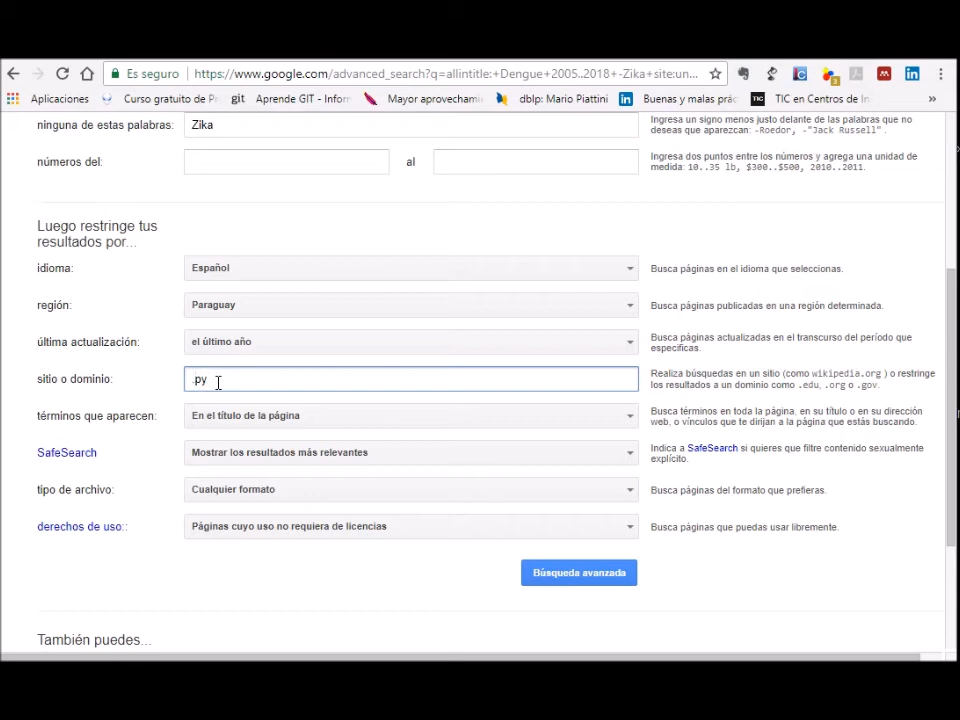 Es seguro https://www.google.com/advanced_search?q=allintitle:+Dengue+2005..2018+-Zika+site:un...
Aplicaciones Curso gratuito de Pr git Aprende GIT - Inforn Mayor aprovechamie dblp: Mario Piattini Buenas y malas prác TIC TIC en Centros de In »
ninguna de estas palabras: Zika Ingresa un signo menos justo delante de las palabras que no
deseas que aparezcan: -Roedor, -"Jack Russell" .
números del: al Ingresa dos puntos entre los números y agrega una unidad de
medida: 10..35 lb, $300..$500, 2010..2011.
Luego restringe tus
resultados por...
idioma: Español Busca páginas en el idioma que seleccionas.
región: Paraguay Busca páginas publicadas en una región determinada.
última actualización: el último año Busca páginas actualizadas en el transcurso del período que
especificas.
sitio o dominio: .py Realiza búsquedas en un sitio (como wikipedia.org ) o restringe
los resultados a un dominio como .edu, .org o .gov.
términos que aparecen: En el título de la página Busca términos en toda la página, en su título o en su dirección
web, o vínculos que te dirijan a la página que estás buscando.
SafeSearch Mostrar los resultados más relevantes Indica a SafeSearch si quieres que filtre contenido sexualmente
explícito.
tipo de archivo: Cualquier formato Busca páginas del formato que prefieras.
derechos de uso:: Páginas cuyo uso no requiera de licencias Busca páginas que puedas usar libremente.
Búsqueda avanzada
También puedes...